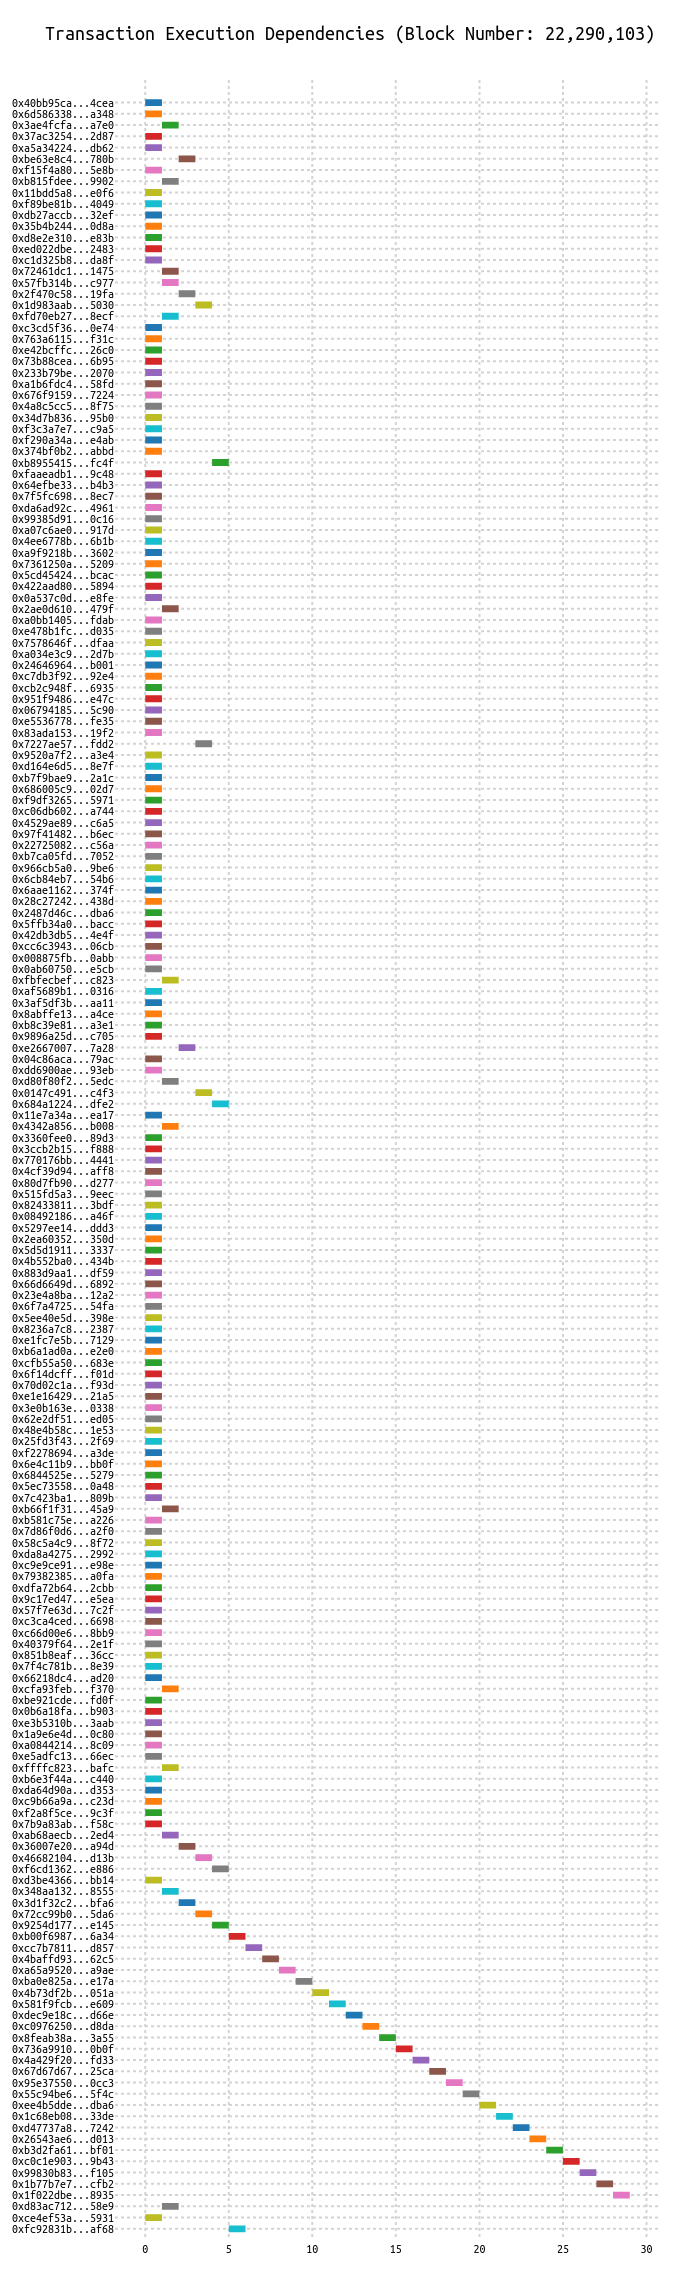 Transaction Execution Dependencies (Block Number: 22,290,103)
0x40bb95ca...4cea
0x6d586338...a348
0x3ae4fcfa...a7e0
0x37ac3254...2d87
0xa5a34224...db62
0xbe63e8c4...780b
0xf15f4a80...5e8b
0xb815fdee...9902
0x11bdd5a8...e0f6
0xf89be81b...4049
0xdb27accb...32ef
0x35b4b244...0d8a
0xd8e2e310...e83b
0xed022dbe...2483
0xc1d325b8...da8f
0x72461dc1...1475
0x57fb314b...c977
0x2f470c58...19fa
0x1d983aab...5030
0xfd70eb27...8ecf
0xc3cd5f36...0e74
0x763a6115...f31c
0xe42bcffc...26c0
0x73b88cea...6b95
0x233b79be...2070
0xa1b6fdc4...58fd
0x676f9159...7224
0x4a8c5cc5...8f75
0x34d7b836...95b0
0xf3c3a7e7...c9a5
0xf290a34a...e4ab
0x374bf0b2...abbd
0xb8955415...fc4f
0xfaaeadb1...9c48
0x64efbe33...b4b3
0x7f5fc698...8ec7
0xda6ad92c...4961
0x99385d91...0c16
0xa07c6ae0...917d
0x4ee6778b...6b1b
0xa9f9218b...3602
0x7361250a...5209
0x5cd45424...bcac
0x422aad80...5894
0x0a537c0d...e8fe
0x2ae0d610...479f
0xa0bb1405...fdab
0xe478b1fc...d035
0x7578646f...dfaa
0xa034e3c9...2d7b
0x24646964...b001
0xc7db3f92...92e4
0xcb2c948f...6935
0x951f9486...e47c
0x06794185...5c90
0xe5536778...fe35
0x83ada153...19f2
0x7227ae57...fdd2
0x9520a7f2...a3e4
0xd164e6d5...8e7f
0xb7f9bae9...2a1c
0x686005c9...02d7
0xf9df3265...5971
0xc06db602...a744
0x4529ae89...c6a5
0x97f41482...b6ec
0x22725082...c56a
0xb7ca05fd...7052
0x966cb5a0...9be6
0x6cb84eb7...54b6
0x6aae1162...374f
0x28c27242...438d
0x2487d46c...dba6
0x5ffb34a0...bacc
0x42db3db5...4e4f
0xcc6c3943...06cb
0x008875fb...0abb
0x0ab60750...e5cb
0xfbfecbef...c823
0xaf5689b1...0316
0x3af5df3b...aa11
0x8abffe13...a4ce
0xb8c39e81...a3e1
0x9896a25d...c705
0xe2667007...7a28
0x04c86aca...79ac
0xdd6900ae...93eb
0xd80f80f2...5edc
0x0147c491...c4f3
0x684a1224...dfe2
0x11e7a34a...ea17
0x4342a856...b008
0x3360fee0...89d3
0x3ccb2b15...f888
0x770176bb...4441
0x4cf39d94...aff8
0x80d7fb90...d277
0x515fd5a3...9eec
0x82433811...3bdf
0x08492186...a46f
0x5297ee14...ddd3
0x2ea60352...350d
0x5d5d1911...3337
0x4b552ba0...434b
0x883d9aa1...df59
0x66d6649d...6892
0x23e4a8ba...12a2
0x6f7a4725...54fa
0x5ee40e5d...398e
0x8236a7c8...2387
0xe1fc7e5b...7129
0xb6a1ad0a...e2e0
0xcfb55a50...683e
0x6f14dcff...f01d
0x70d02c1a...f93d
0xe1e16429...21a5
0x3e0b163e...0338
0x62e2df51...ed05
0x48e4b58c...1e53
0x25fd3f43...2f69
0xf2278694...a3de
0x6e4c11b9...bb0f
0x6844525e...5279
0x5ec73558...0a48
0x7c423ba1...809b
0xb66f1f31...45a9
0xb581c75e...a226
0x7d86f0d6...a2f0
0x58c5a4c9...8f72
0xda8a4275...2992
0xc9e9ce91...e98e
0x79382385...a0fa
0xdfa72b64...2cbb
0x9c17ed47...e5ea
0x57f7e63d...7c2f
0xc3ca4ced...6698
0xc66d00e6...8bb9
0x40379f64...2e1f
0x851b8eaf...36cc
0x7f4c781b...8e39
0x66218dc4...ad20
0xcfa93feb...f370
0xbe921cde...fd0f
0x0b6a18fa...b903
0xe3b5310b...3aab
0x1a9e6e4d...0c80
0xa0844214...8c09
0xe5adfc13...66ec
0xffffc823...bafc
0xb6e3f44a...c440
0xda64d90a...d353
0xc9b66a9a...c23d
0xf2a8f5ce...9c3f
0x7b9a83ab...f58c
0xab68aecb...2ed4
0x36007e20...a94d
0x46682104...d13b
0xf6cd1362...e886
0xd3be4366...bb14
0x348aa132...8555
0x3d1f32c2...bfa6
0x72cc99b0...5da6
0x9254d177...e145
0xb00f6987...6a34
0xcc7b7811...d857
0x4baffd93...62c5
0xa65a9520...a9ae
0xba0e825a...e17a
0x4b73df2b...051a
0x581f9fcb...e609
0xdec9e18c...d66e
0xc0976250...d8da
0x8feab38a...3a55
0x736a9910...0b0f
0x4a429f20...fd33
0x67d67d67...25ca
0x95e37550...0cc3
0x55c94be6...5f4c
0xee4b5dde...dba6
0x1c68eb08...33de
0xd47737a8...7242
0x26543ae6...d013
0xb3d2fa61...bf01
0xc0c1e903...9b43
0x99830b83...f105
0x1b77b7e7...cfb2
0x1f022dbe...8935
0xd83ac712...58e9
0xce4ef53a...5931
0xfc92831b...af68
0 5 10 15 20 25 30